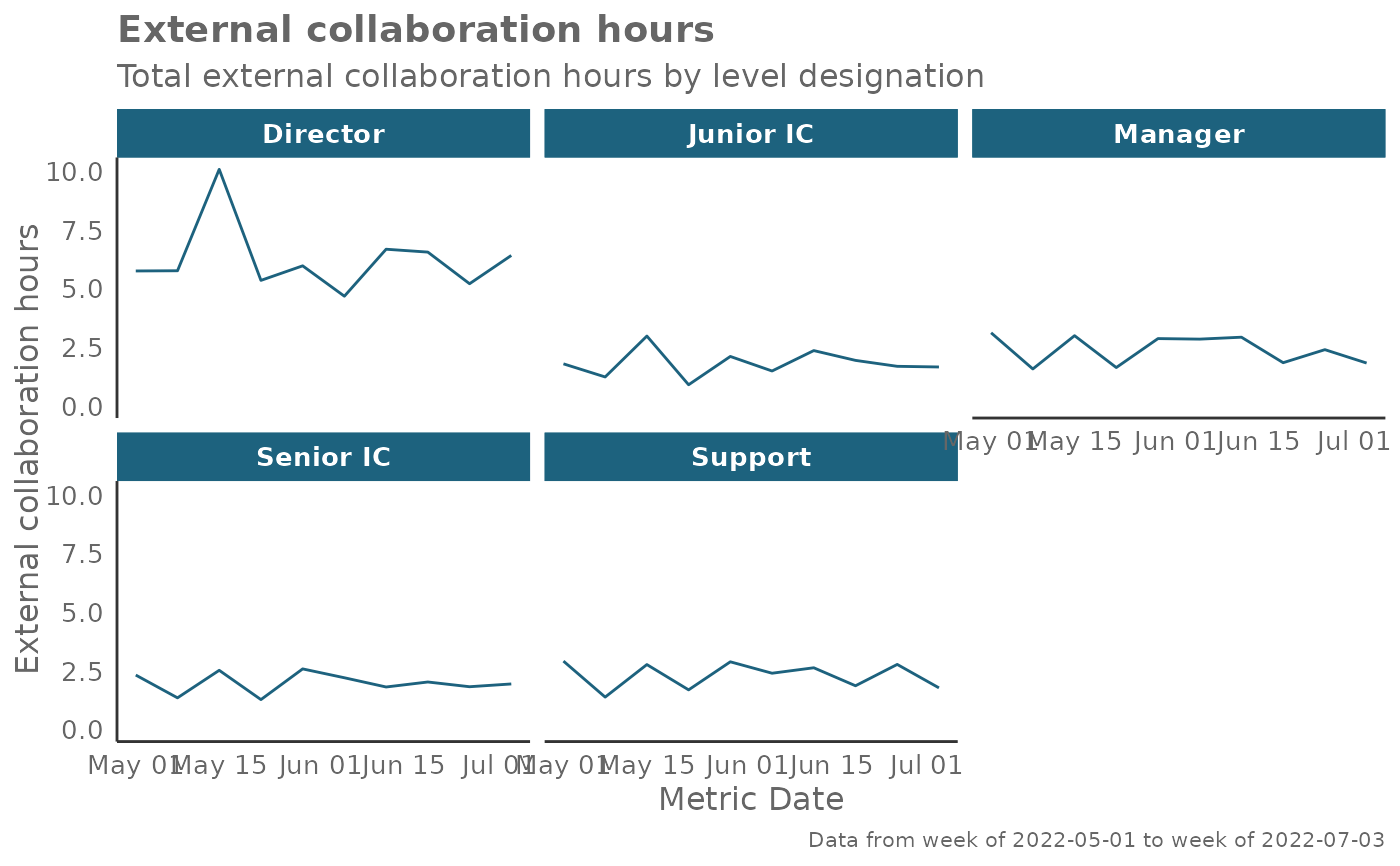 External collaboration hours
Total external collaboration hours by level designation
Director
Junior IC
Manager
10.0
7.5
5.0
2.5
0.0
May 01 May 15 Jun 01 Jun 15 Jul 01
External collaboration hours
Senior IC
Support
10.0
7.5
5.0
2.5
0.0
May 01 May 15 Jun 01 Jun 15 Jul 01
May 01 May 15 Jun 01 Jun 15 Jul 01
Metric Date
Data from week of 2022-05-01 to week of 2022-07-03